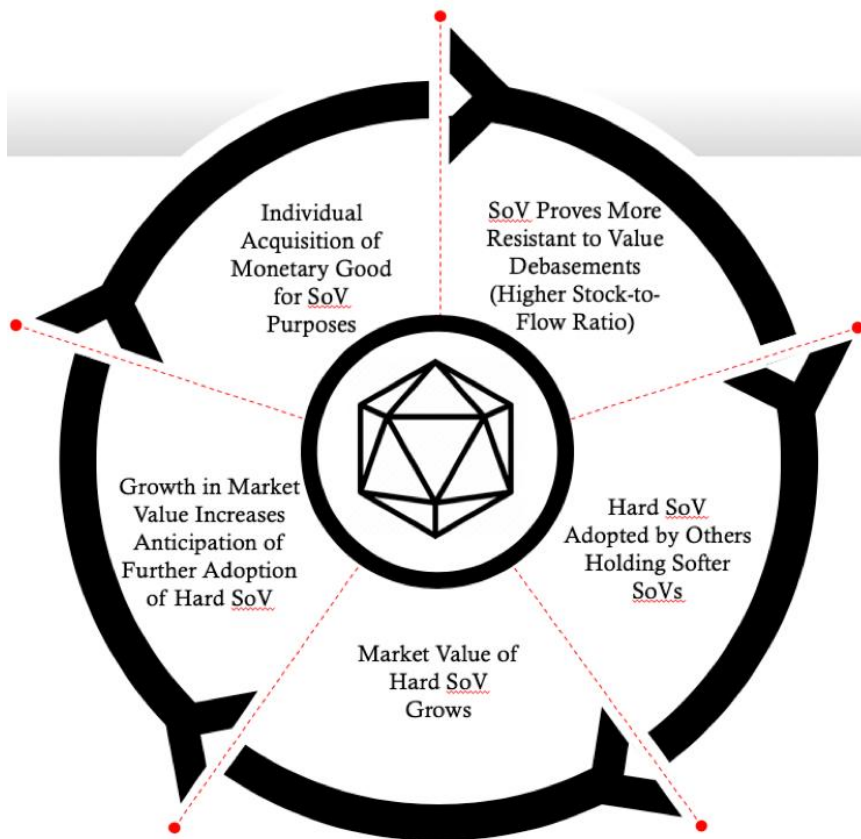 Individual
Acquisition of
Monetary Good
for SoV
Purposes
SoV Proves More
Resistant to Value
Debasements
(Higher Stock-to-
Flow Ratio)
Hard SoV
Adopted by Others
Holding Softer
SoVs
Market Value of
Hard SoV
Grows
Growth in Market
Value Increases
Anticipation of
Further Adoption
of Hard SoV